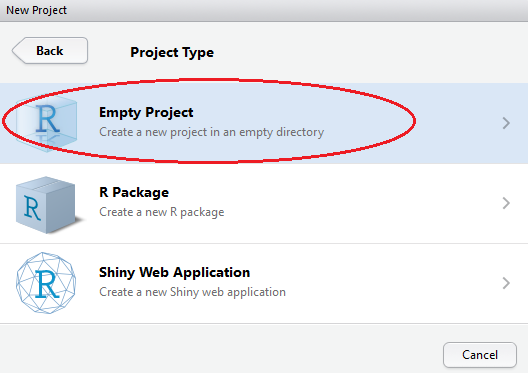 New Project
Back
Project Type
R
Empty Project
Create a new project in an empty directory
R
R Package
Create a new R package
R
Shiny Web Application
Create a new Shiny web application
Cancel